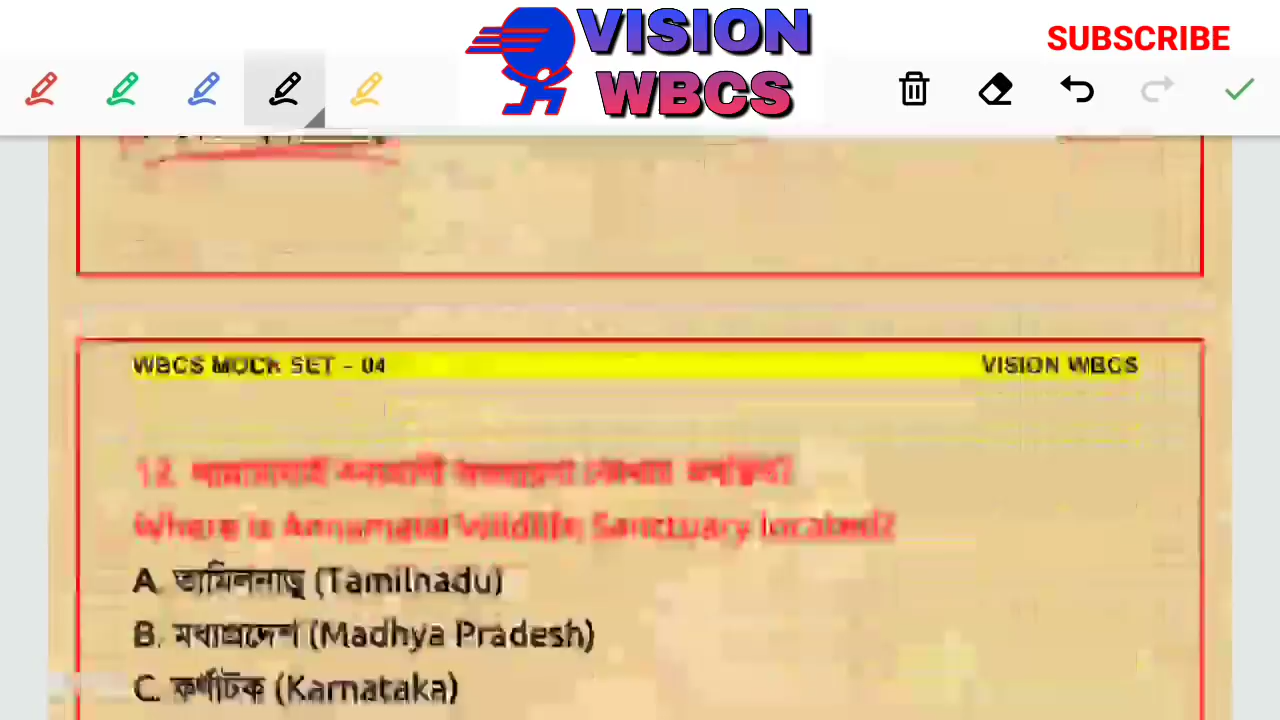 VISION
WBCS
SUBSCRIBE
WBCS MOCK SET - 04
VISION WBCS
12.
Where is Annamalai Wildlife Sanctuary located?
A. তামিলনাড়ু (Tamilnadu)
B. মধ্যপ্রদেশ (Madhya Pradesh)
C. কর্ণাটক (Karnataka)